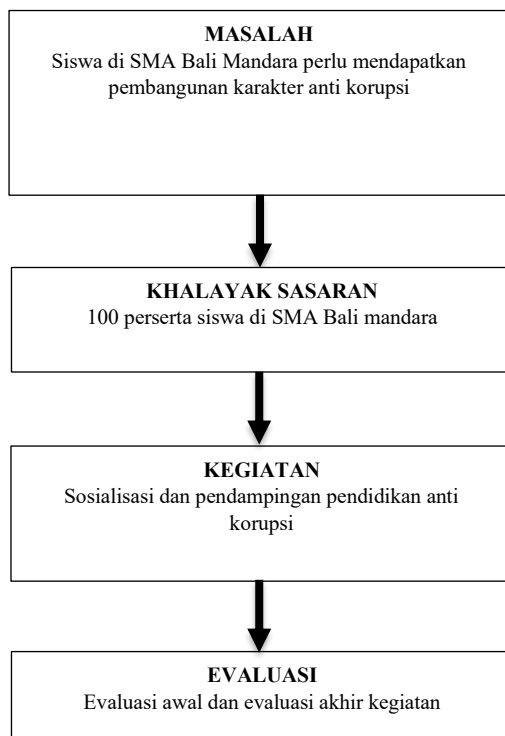 MASALAH
Siswa di SMA Bali Mandara perlu mendapatkan
pembangunan karakter anti korupsi
KHALAYAK SASARAN
100 perserta siswa di SMA Bali mandara
KEGIATAN
Sosialisasi dan pendampingan pendidikan anti
korupsi
EVALUASI
Evaluasi awal dan evaluasi akhir kegiatan